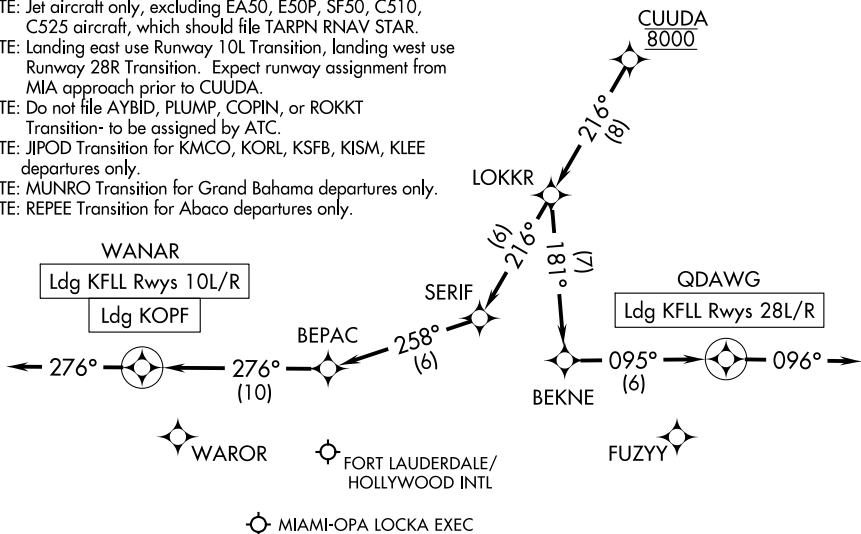 TE: Jet aircraft only, excluding EA50, E50P, SF50, C510,
C525 aircraft, which should file TARPN RNAV STAR.
TE: Landing east use Runway 10L Transition, landing west use
Runway 28R Transition. Expect runway assignment from
MIA approach prior to CUUDA.
TE: Do not file AYBID, PLUMP, COPIN, or ROKKT
Transition- to be assigned by ATC.
TE: JIPOD Transition for KMCO, KORL, KSFB, KISM, KLEE
departures only.
TE: MUNRO Transition for Grand Bahama departures only.
TE: REPEE Transition for Abaco departures only.
CUUDA
8000
216°
(8)
LOKKR
(6)
216°
181°
(7)
WANAR
Ldg KFLL Rwys 10L/R
Ldg KOPF
SERIF
QDAWG
Ldg KFLL Rwys 28L/R
BEPAC
258°
(6)
276°
276°
(10)
095°
(6)
096°
BEKNE
WAROR
FORT LAUDERDALE/
HOLLYWOOD INTL
FUZYY
MIAMI-OPA LOCKA EXEC